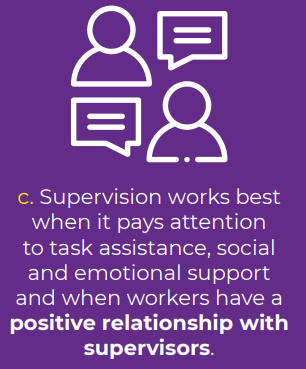 c. Supervision works best
when it pays attention
to task assistance, social
and emotional support
and when workers have a
positive relationship with
supervisors.